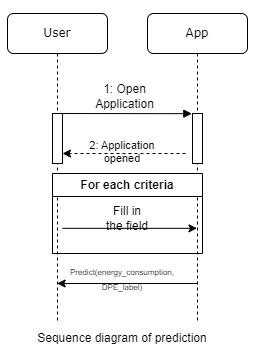 User
App
1: Open
Application
2: Application
opened
For each criteria
Fill in
the field
Predict(energy_consumption,
DPE_label)
Sequence diagram of prediction